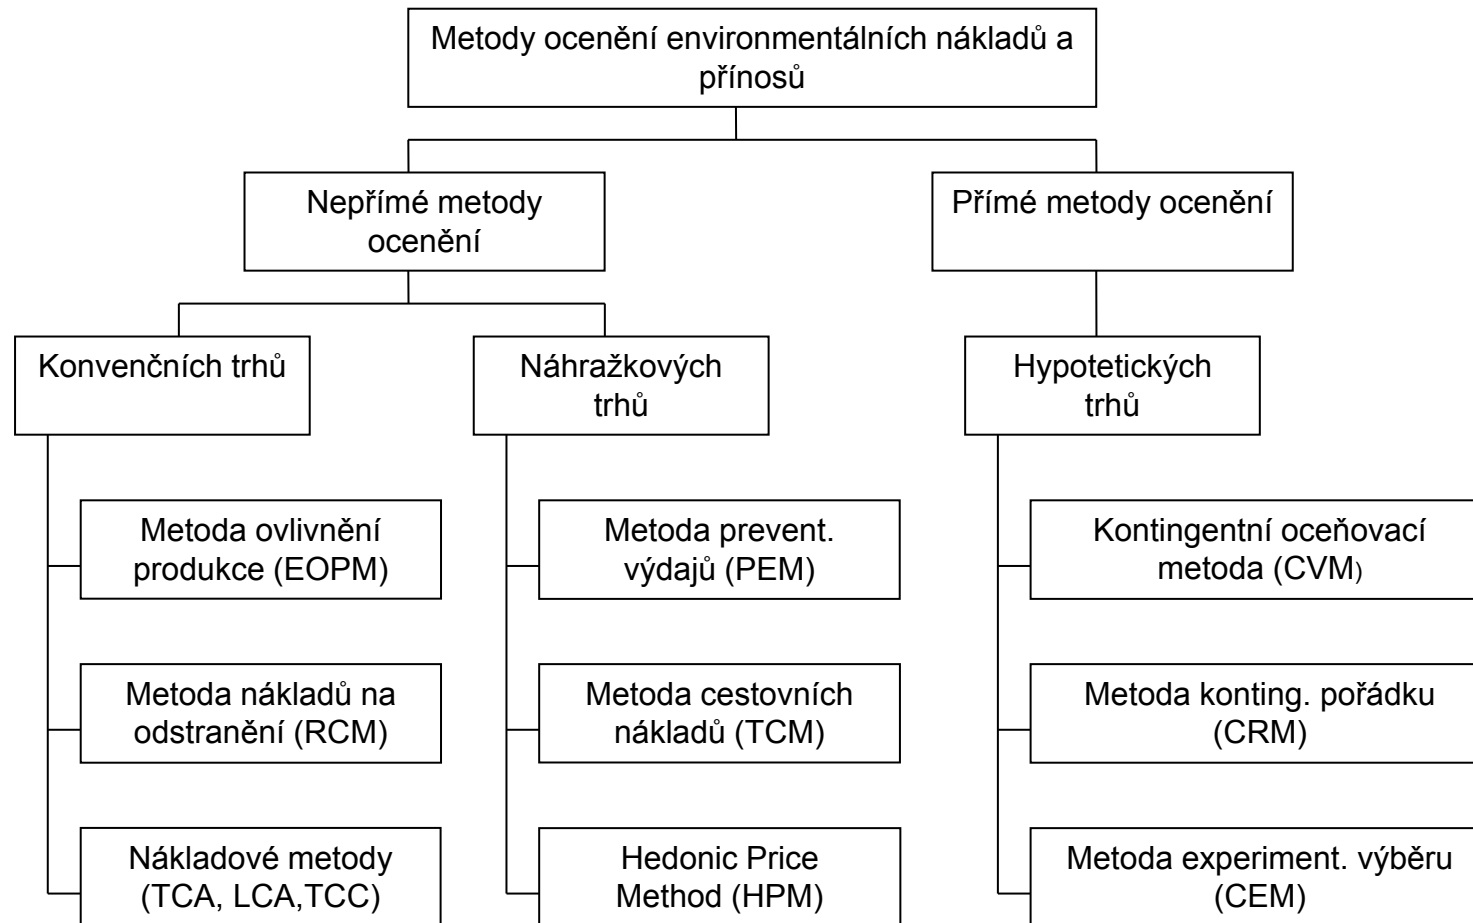 Metody ocenění environmentálních nákladů a
přínosů
Nepřímé metody
ocenění
Přímé metody ocenění
Konvenčních trhů
Náhražkových
trhů
Hypotetických
trhů
Metoda ovlivnění
produkce (EOPM)
Metoda prevent.
výdajů (PEM)
Kontingentní oceňovací
metoda (CVM)
Metoda nákladů na
odstranění (RCM)
Metoda cestovních
nákladů (TCM)
Metoda konting. pořádku
(CRM)
Nákladové metody
(TCA, LCA,TCC)
Hedonic Price
Method (HPM)
Metoda experiment. výběru
(CEM)